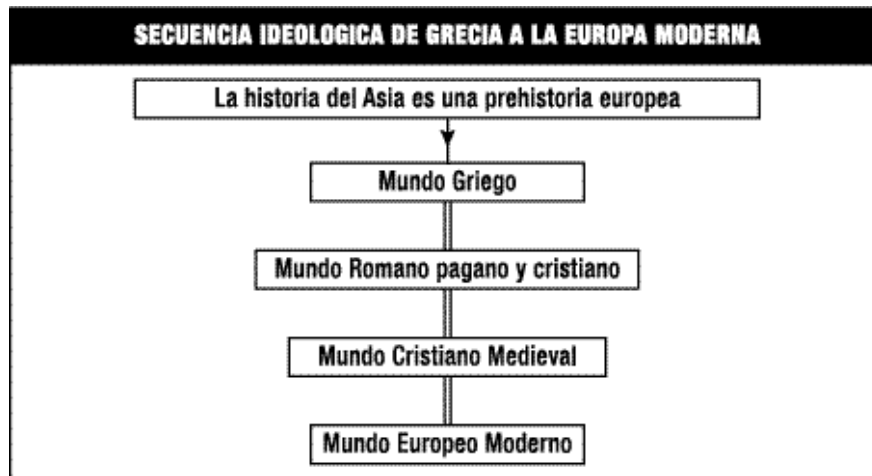 SECUENCIA IDEOLOGICA DE GRECIA A LA EUROPA MODERNA
La historia del Asia es una prehistoria europea
Mundo Griego
Mundo Romano pagano y cristiano
Mundo Cristiano Medieval
Mundo Europeo Moderno